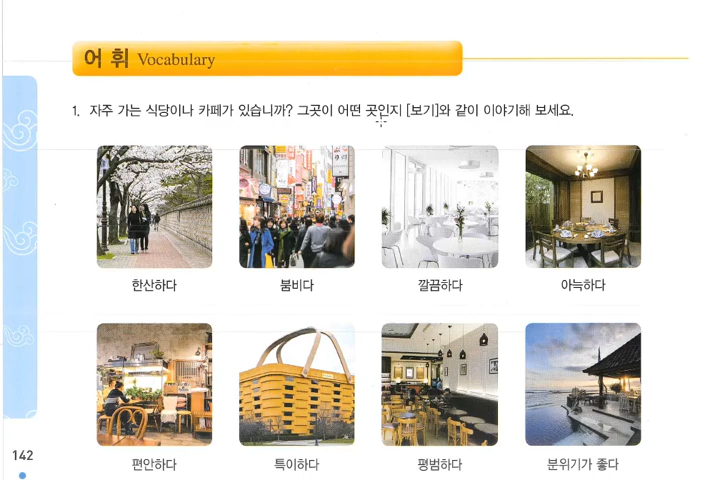 어 휘 Vocabulary
1. 자주 가는 식당이나 카페가 있습니까? 그곳이 어떤 곳인지 [보기]와 같이 이야기해 보세요.
한산하다 붐비다 깔끔하다 아늑하다
편안하다 특이하다 평범하다 분위기가 좋다
142